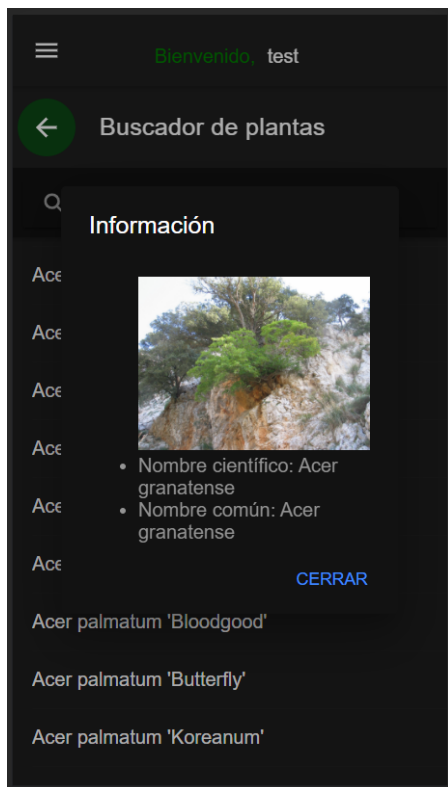 Bienvenido, test
Buscador de plantas
Información
Ace
Ace
Ace
Ace
Nombre científico: Acer
granatense
Ace
Nombre común: Acer
granatense
Ace
CERRAR
Acer palmatum 'Bloodgood'
Acer palmatum 'Butterfly'
Acer palmatum 'Koreanum'